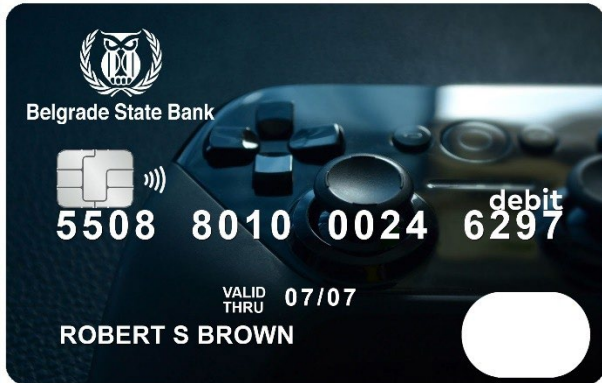 Belgrade State Bank
debit
5508 8010 0024 6297
VALID THRU 07/07
ROBERT S BROWN